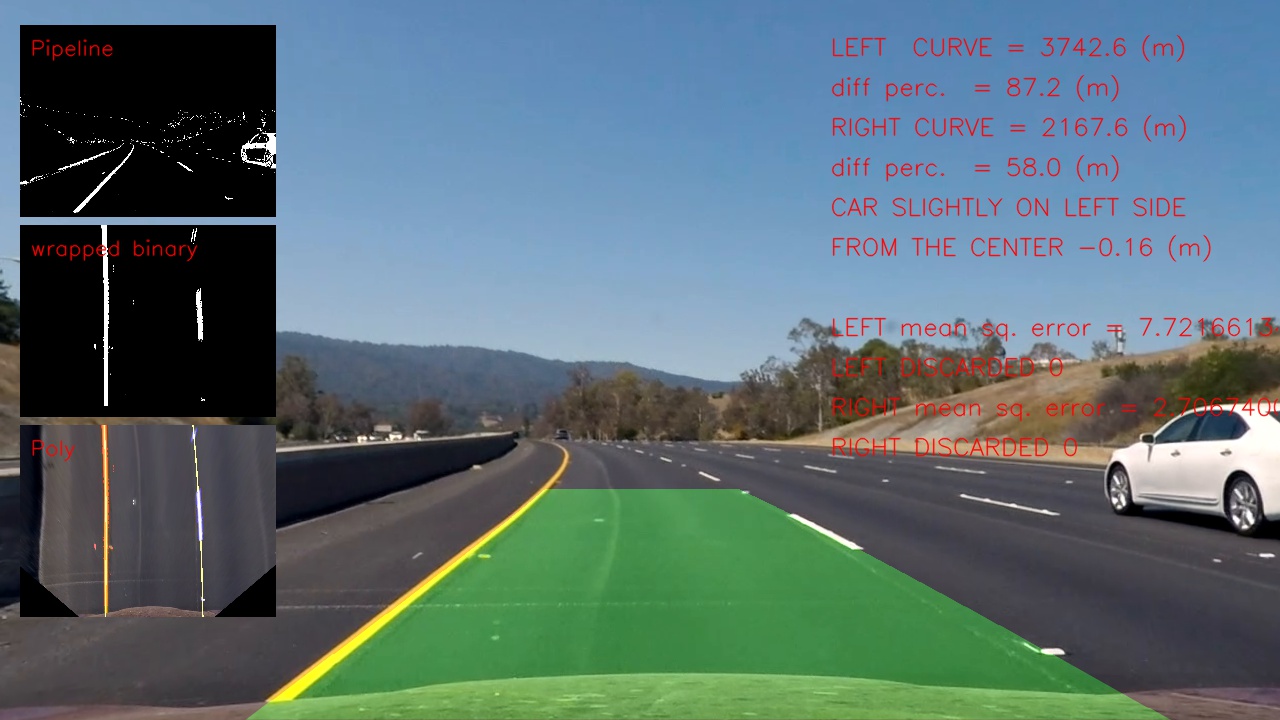 Pipeline
wrapped binary
Poly
LEFT CURVE = 3742.6 (m)
diff perc. = 87.2 (m)
RIGHT CURVE = 2167.6 (m)
diff perc. = 58.0 (m)
CAR SLIGHTLY ON LEFT SIDE
FROM THE CENTER -0.16 (m)
LEFT mean sq. error = 7.7216613
LEFT DISCARDED 0
RIGHT mean sq. error = 2.706740
RIGHT DISCARDED 0